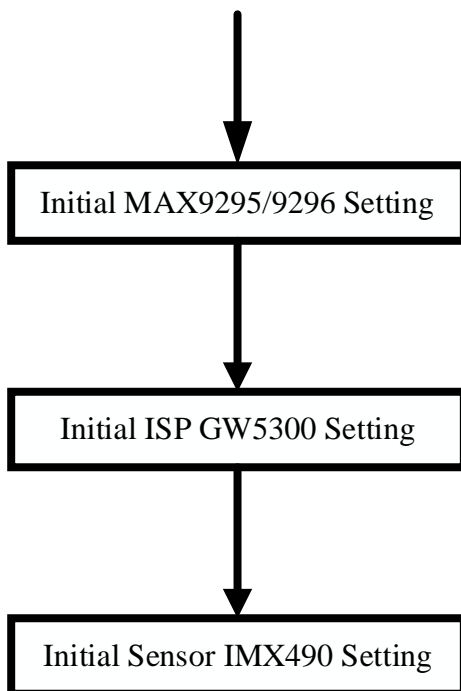 Initial MAX9295/9296 Setting
Initial ISP GW5300 Setting
Initial Sensor IMX490 Setting